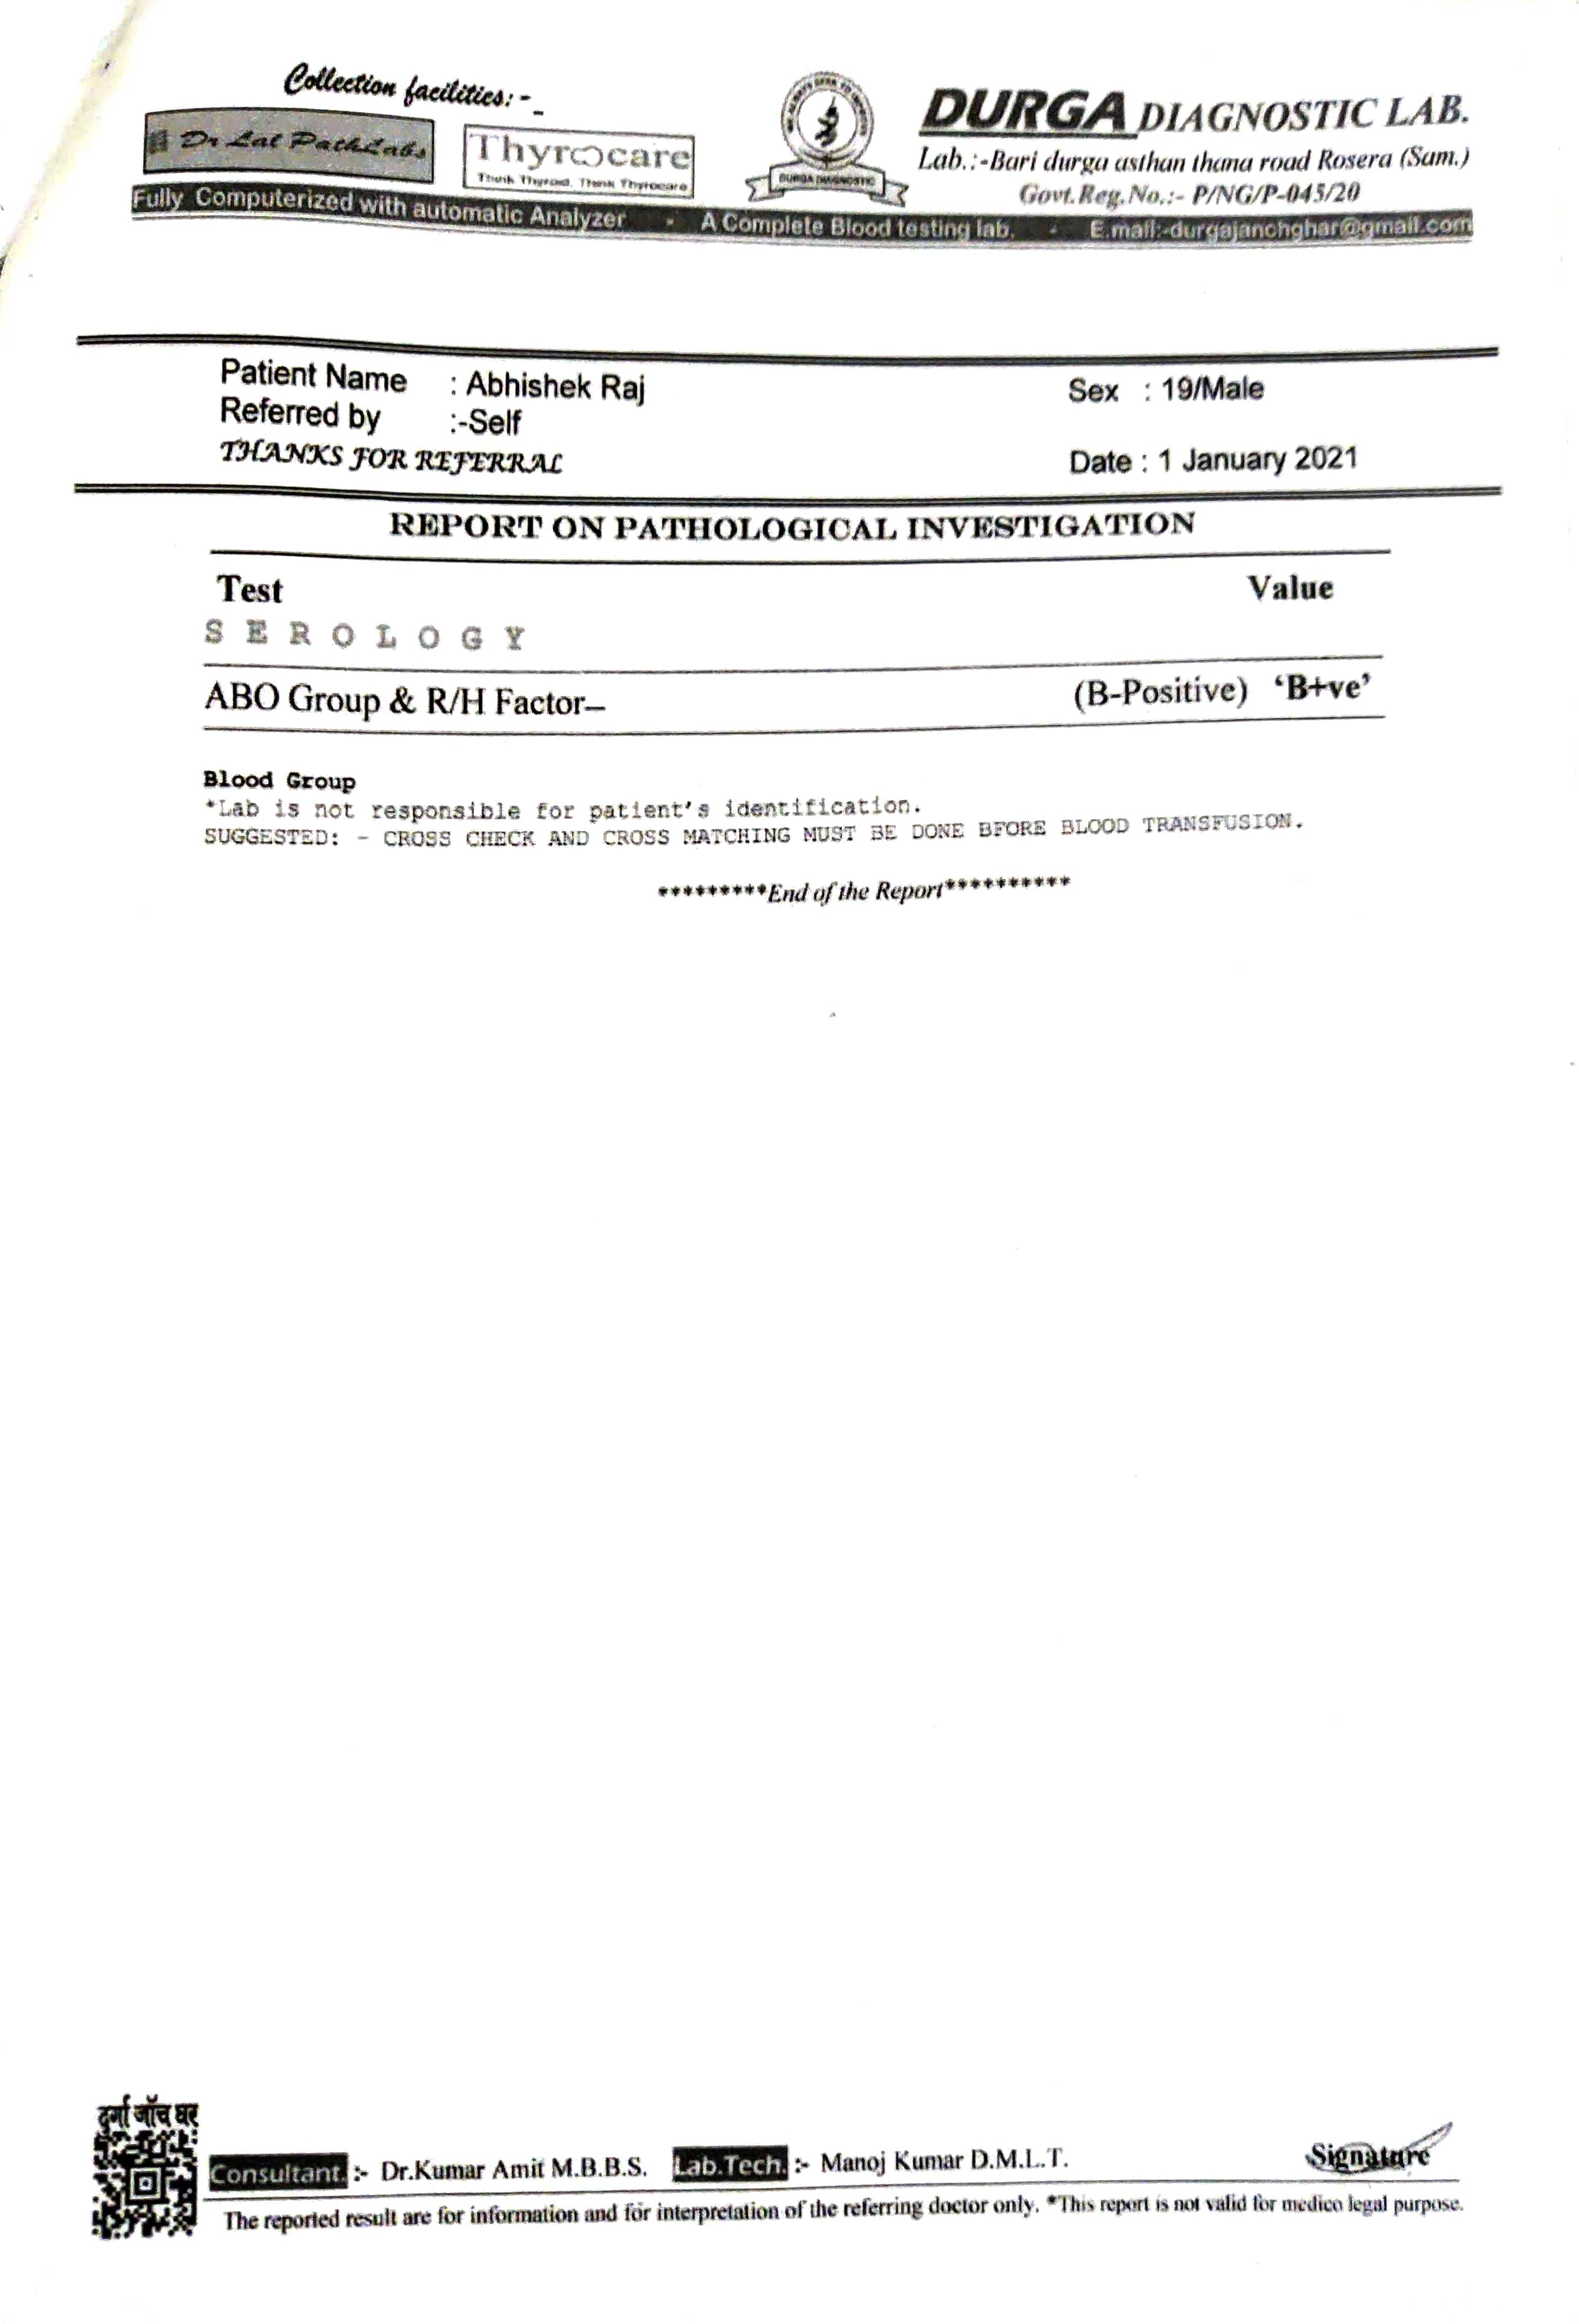 Collection facilities: -
Dr Lal PathLabs
Thyrocare
Think Thyroid. Think Thyrocare
DURGA DIAGNOSTIC
DURGA DIAGNOSTIC LAB.
Lab.:-Bari durga asthan thana road Rosera (Sam.)
Govt.Reg.No.:- P/NG/P-045/20
Fully Computerized with automatic Analyzer - A Complete Blood testing lab. - E.mail:-durgajanchghar@gmail.com
Patient Name : Abhishek Raj Sex : 19/Male
Referred by :-Self
THANKS FOR REFERRAL Date : 1 January 2021
REPORT ON PATHOLOGICAL INVESTIGATION
Test Value
S E R O L O G Y
ABO Group & R/H Factor– (B-Positive) ‘B+ve’
Blood Group
*Lab is not responsible for patient's identification.
SUGGESTED: - CROSS CHECK AND CROSS MATCHING MUST BE DONE BFORE BLOOD TRANSFUSION.
*********End of the Report**********
दुर्गा जाँच घर
Consultant. :- Dr.Kumar Amit M.B.B.S. Lab.Tech. :- Manoj Kumar D.M.L.T. Signature
The reported result are for information and for interpretation of the referring doctor only. *This report is not valid for medico legal purpose.